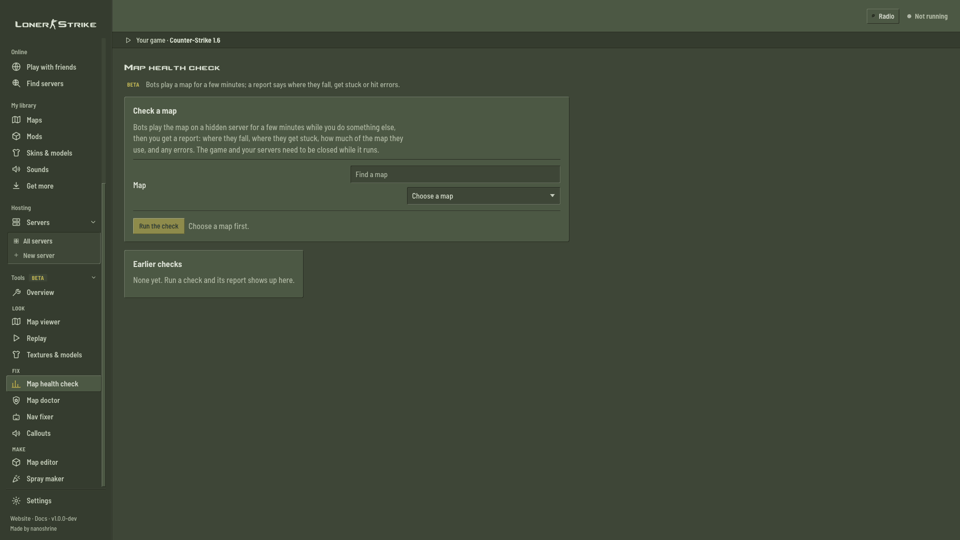 LONER STRIKE
Online
Play with friends
Find servers
My library
Maps
Mods
Skins & models
Sounds
Get more
Hosting
Servers
All servers
New server
Tools BETA
Overview
LOOK
Map viewer
Replay
Textures & models
FIX
Map health check
Map doctor
Nav fixer
Callouts
MAKE
Map editor
Spray maker
Settings
Website · Docs · v1.0.0-dev
Made by nanoshrine
Radio
Not running
Your game · Counter-Strike 1.6
MAP HEALTH CHECK
BETA Bots play a map for a few minutes; a report says where they fall, get stuck or hit errors.
Check a map
Bots play the map on a hidden server for a few minutes while you do something else,
then you get a report: where they fall, where they get stuck, how much of the map they
use, and any errors. The game and your servers need to be closed while it runs.
Map
Find a map
Choose a map
Run the check Choose a map first.
Earlier checks
None yet. Run a check and its report shows up here.